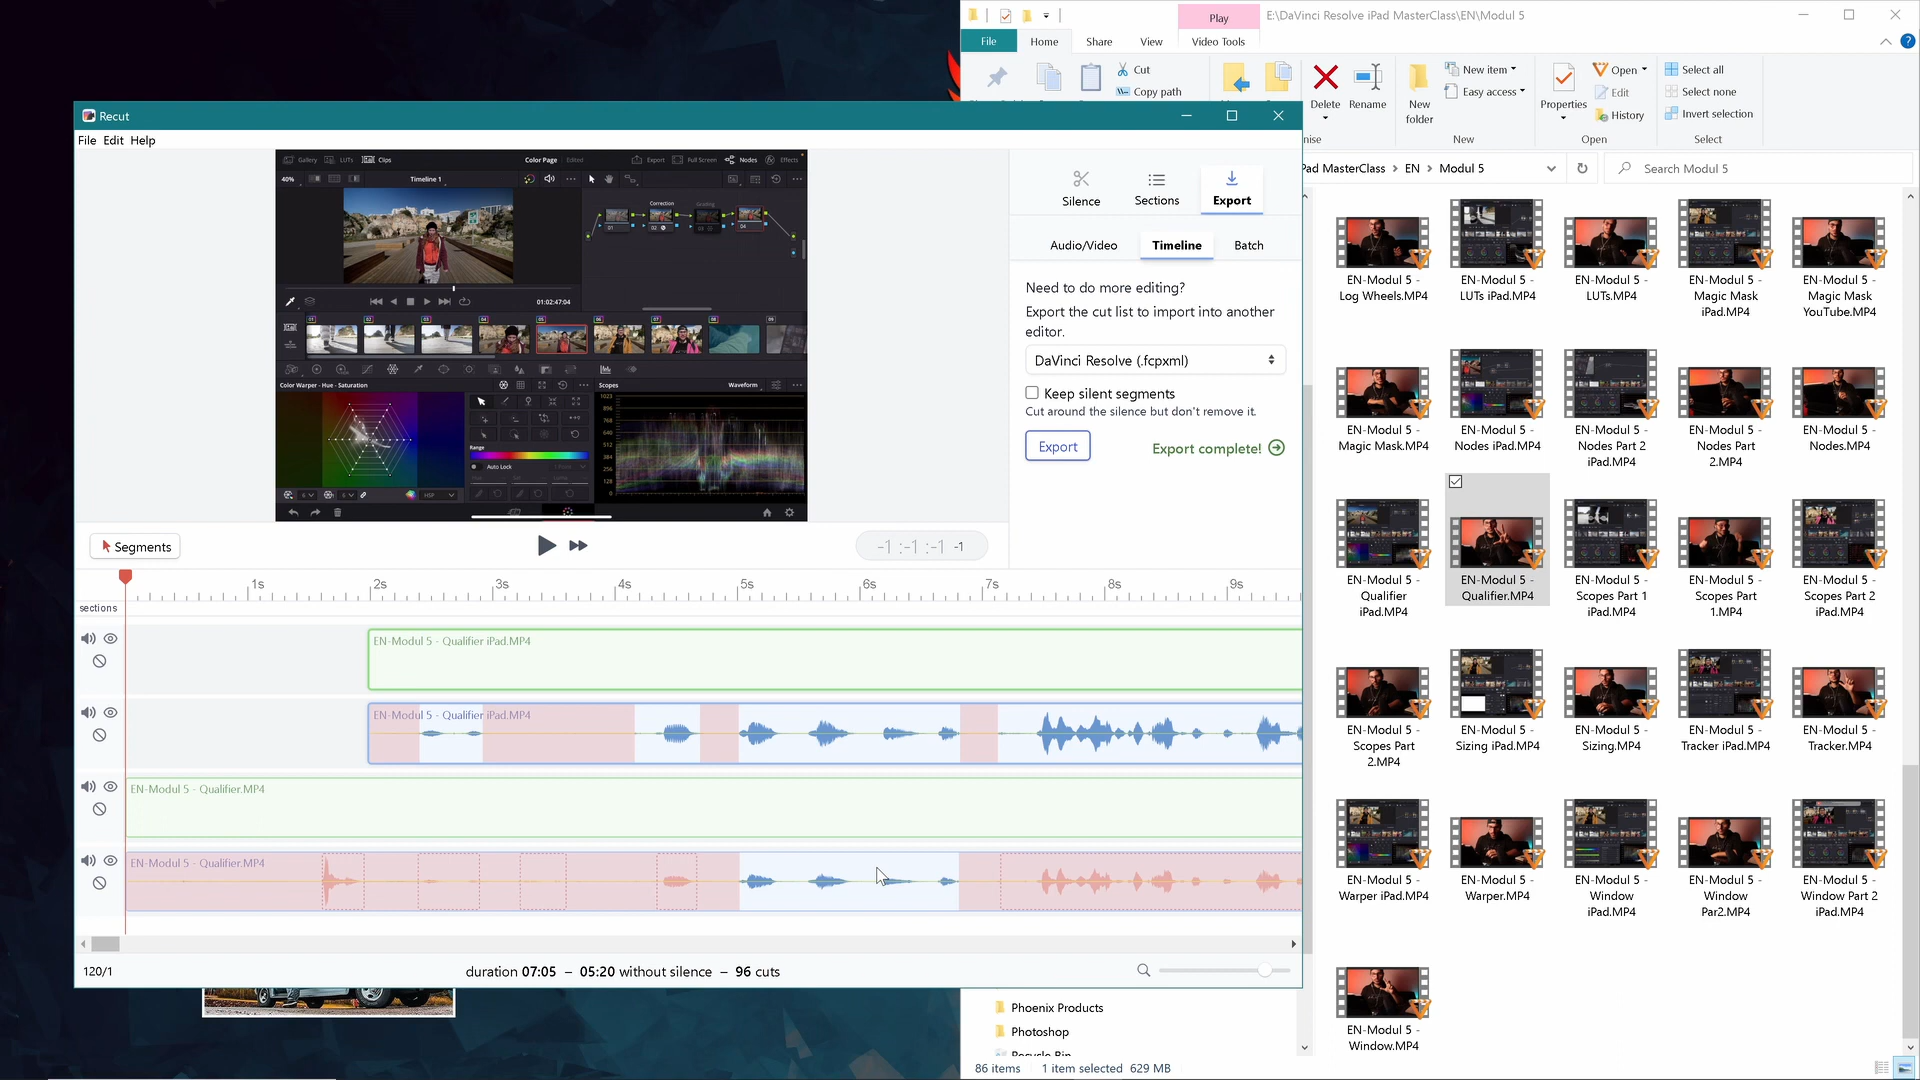 Play
E:\DaVinci Resolve iPad MasterClass\EN\Modul 5
File
Home
Share
View
Video Tools
Cut
Copy path
Delete
Rename
New folder
New item
Easy access
New
Properties
Open
Edit
History
Open
Select all
Select none
Invert selection
Select
Recut
File Edit Help
EN
Modul 5
Search Modul 5
Gallery
LUTs
Clips
Color Page
Edited
Export
Full Screen
Nodes
Effects
40%
Timeline 1
Correction
01:02:47:04
Color Warper - Hue - Saturation
Scopes
Waveform
Range
Auto Lock
HSP
1023
896
768
640
512
384
256
128
0
Silence
Sections
Export
Audio/Video
Timeline
Batch
Need to do more editing?
Export the cut list to import into another
editor.
DaVinci Resolve (.fcpxml)
Keep silent segments
Cut around the silence but don't remove it.
Export
Export complete!
Segments
-1 :-1 :-1 -1
1s
2s
3s
4s
5s
6s
7s
8s
9s
sections
EN-Modul 5 - Qualifier iPad.MP4
EN-Modul 5 - Qualifier iPad.MP4
EN-Modul 5 - Qualifier.MP4
EN-Modul 5 - Qualifier.MP4
120/1
duration 07:05 – 05:20 without silence – 96 cuts
EN-Modul 5 -
Log Wheels.MP4
EN-Modul 5 -
LUTs iPad.MP4
EN-Modul 5 -
LUTs.MP4
EN-Modul 5 -
Magic Mask
iPad.MP4
EN-Modul 5 -
Magic Mask
YouTube.MP4
EN-Modul 5 -
Magic Mask.MP4
EN-Modul 5 -
Nodes iPad.MP4
EN-Modul 5 -
Nodes Part 2
iPad.MP4
EN-Modul 5 -
Nodes Part
2.MP4
EN-Modul 5 -
Nodes.MP4
EN-Modul 5 -
Qualifier
iPad.MP4
EN-Modul 5 -
Qualifier.MP4
EN-Modul 5 -
Scopes Part 1
iPad.MP4
EN-Modul 5 -
Scopes Part
1.MP4
EN-Modul 5 -
Scopes Part 2
iPad.MP4
EN-Modul 5 -
Scopes Part
2.MP4
EN-Modul 5 -
Sizing iPad.MP4
EN-Modul 5 -
Sizing.MP4
EN-Modul 5 -
Tracker iPad.MP4
EN-Modul 5 -
Tracker.MP4
EN-Modul 5 -
Warper iPad.MP4
EN-Modul 5 -
Warper.MP4
EN-Modul 5 -
Window
iPad.MP4
EN-Modul 5 -
Window
Par2.MP4
EN-Modul 5 -
Window Part 2
iPad.MP4
EN-Modul 5 -
Window.MP4
Phoenix Products
Photoshop
86 items
1 item selected 629 MB